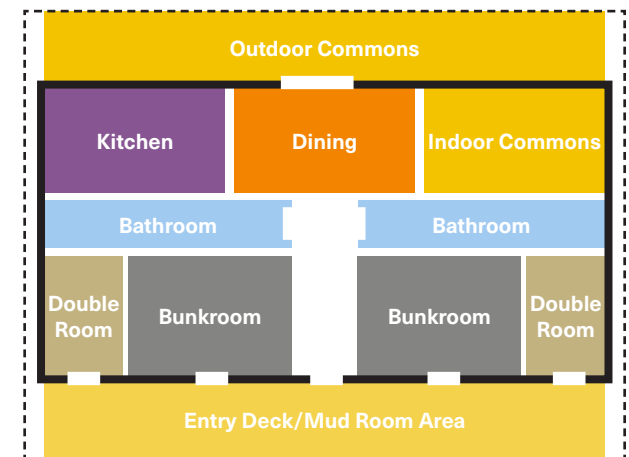 Outdoor Commons
Kitchen
Dining
Indoor Commons
Bathroom
Bathroom
Double
Room
Bunkroom
Bunkroom
Double
Room
Entry Deck/Mud Room Area